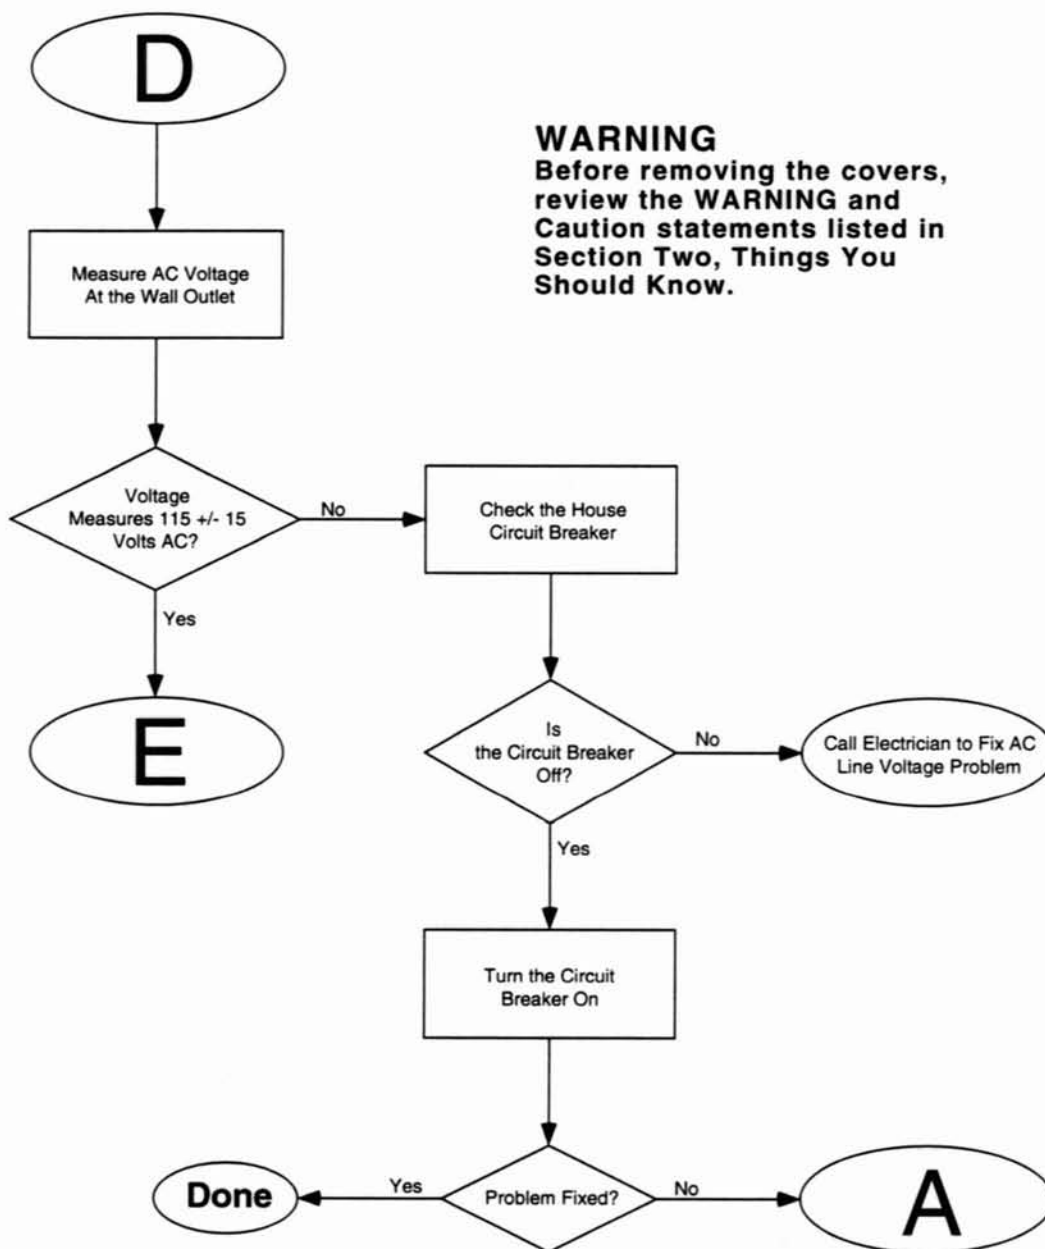 D
WARNING
Before removing the covers,
review the WARNING and
Caution statements listed in
Section Two, Things You
Should Know.
Measure AC Voltage
At the Wall Outlet
Voltage
Measures 115 +/- 15
Volts AC?
No
Check the House
Circuit Breaker
Yes
E
Is
the Circuit Breaker
Off?
No
Call Electrician to Fix AC
Line Voltage Problem
Yes
Turn the Circuit
Breaker On
Problem Fixed?
Yes
Done
No
A